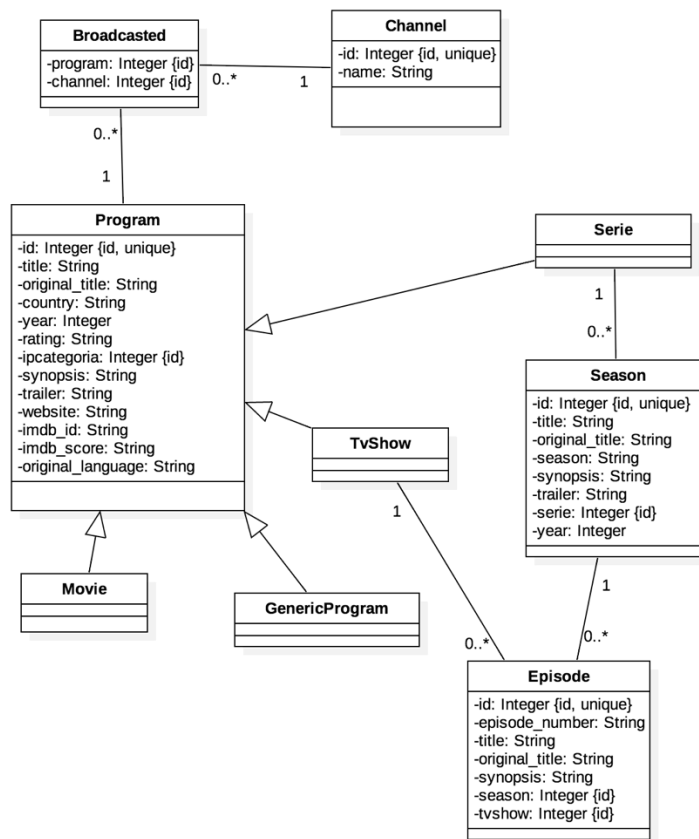 Broadcasted
-program: Integer {id}
-channel: Integer {id}
Channel
-id: Integer {id, unique}
-name: String
0..*
1
0..*
1
Program
-id: Integer {id, unique}
-title: String
-original_title: String
-country: String
-year: Integer
-rating: String
-ipcategoria: Integer {id}
-synopsis: String
-trailer: String
-website: String
-imdb_id: String
-imdb_score: String
-original_language: String
Serie
1
0..*
Season
-id: Integer {id, unique}
-title: String
-original_title: String
-season: String
-synopsis: String
-trailer: String
-serie: Integer {id}
-year: Integer
TvShow
1
Movie
GenericProgram
1
0..*
0..*
Episode
-id: Integer {id, unique}
-episode_number: String
-title: String
-original_title: String
-synopsis: String
-season: Integer {id}
-tvshow: Integer {id}